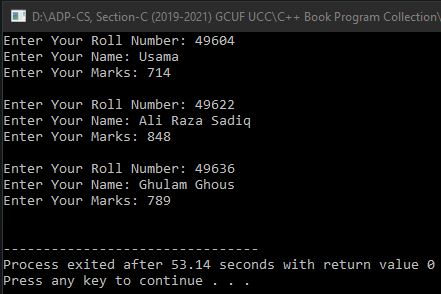 D:\ADP-CS, Section-C (2019-2021) GCUF UCC\C++ Book Program Collection\
Enter Your Roll Number: 49604
Enter Your Name: Usama
Enter Your Marks: 714
Enter Your Roll Number: 49622
Enter Your Name: Ali Raza Sadiq
Enter Your Marks: 848
Enter Your Roll Number: 49636
Enter Your Name: Ghulam Ghous
Enter Your Marks: 789
--------------------------------
Process exited after 53.14 seconds with return value 0
Press any key to continue . . .